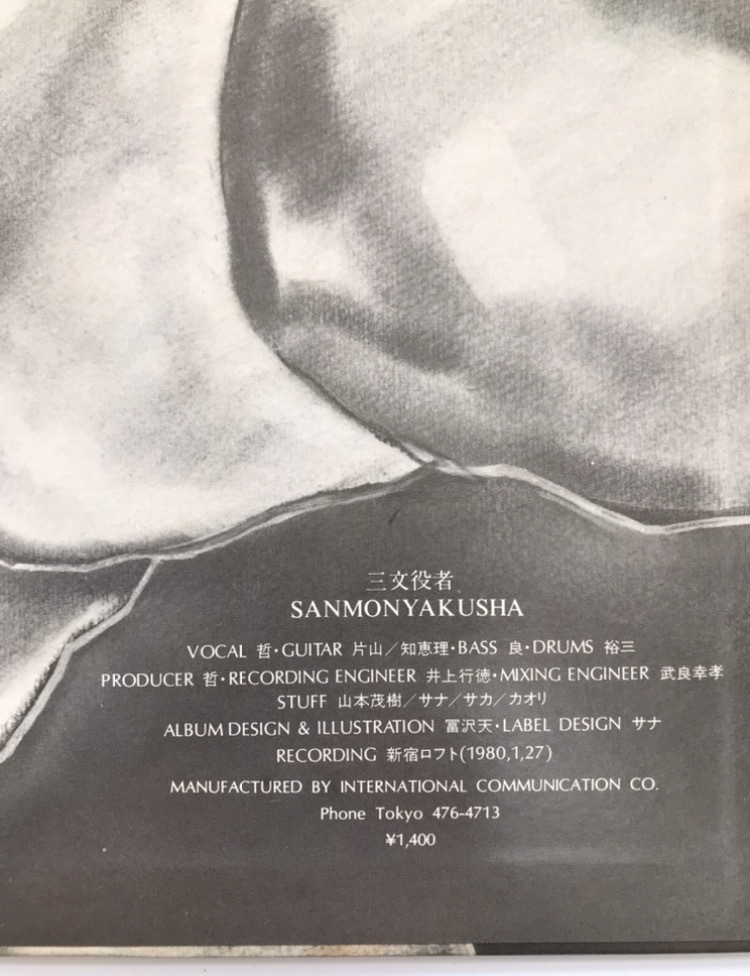 三文役者
SANMONYAKUSHA
VOCAL 哲・GUITAR 片山／知恵理・BASS 良・DRUMS 裕三
PRODUCER 哲・RECORDING ENGINEER 井上行徳・MIXING ENGINEER 武良幸孝
STUFF 山本茂樹／サナ／サカ／カオリ
ALBUM DESIGN & ILLUSTRATION 冨沢天・LABEL DESIGN サナ
RECORDING 新宿ロフト(1980,1,27)
MANUFACTURED BY INTERNATIONAL COMMUNICATION CO.
Phone Tokyo 476-4713
¥1,400